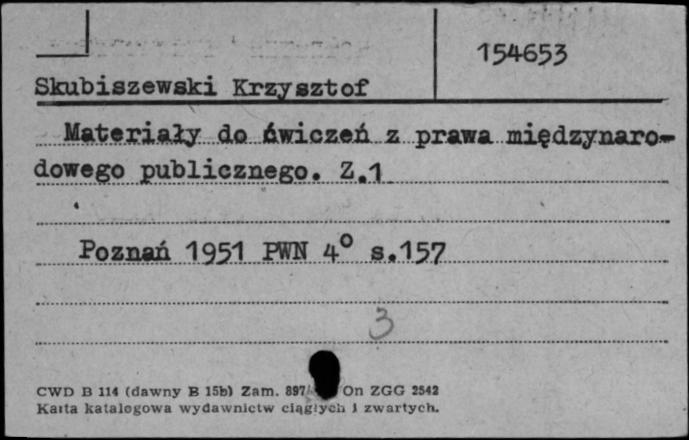 154653
Skubiszewski Krzysztof
Materiały do ćwiczeń z prawa międzynaro-
dowego publicznego. Z.1
Poznań 1951 PWN 4° s.157
3
CWD B 114 (dawny B 15b) Zam. 897 On ZGG 2542
Karta katalogowa wydawnictw ciągłych i zwartych.